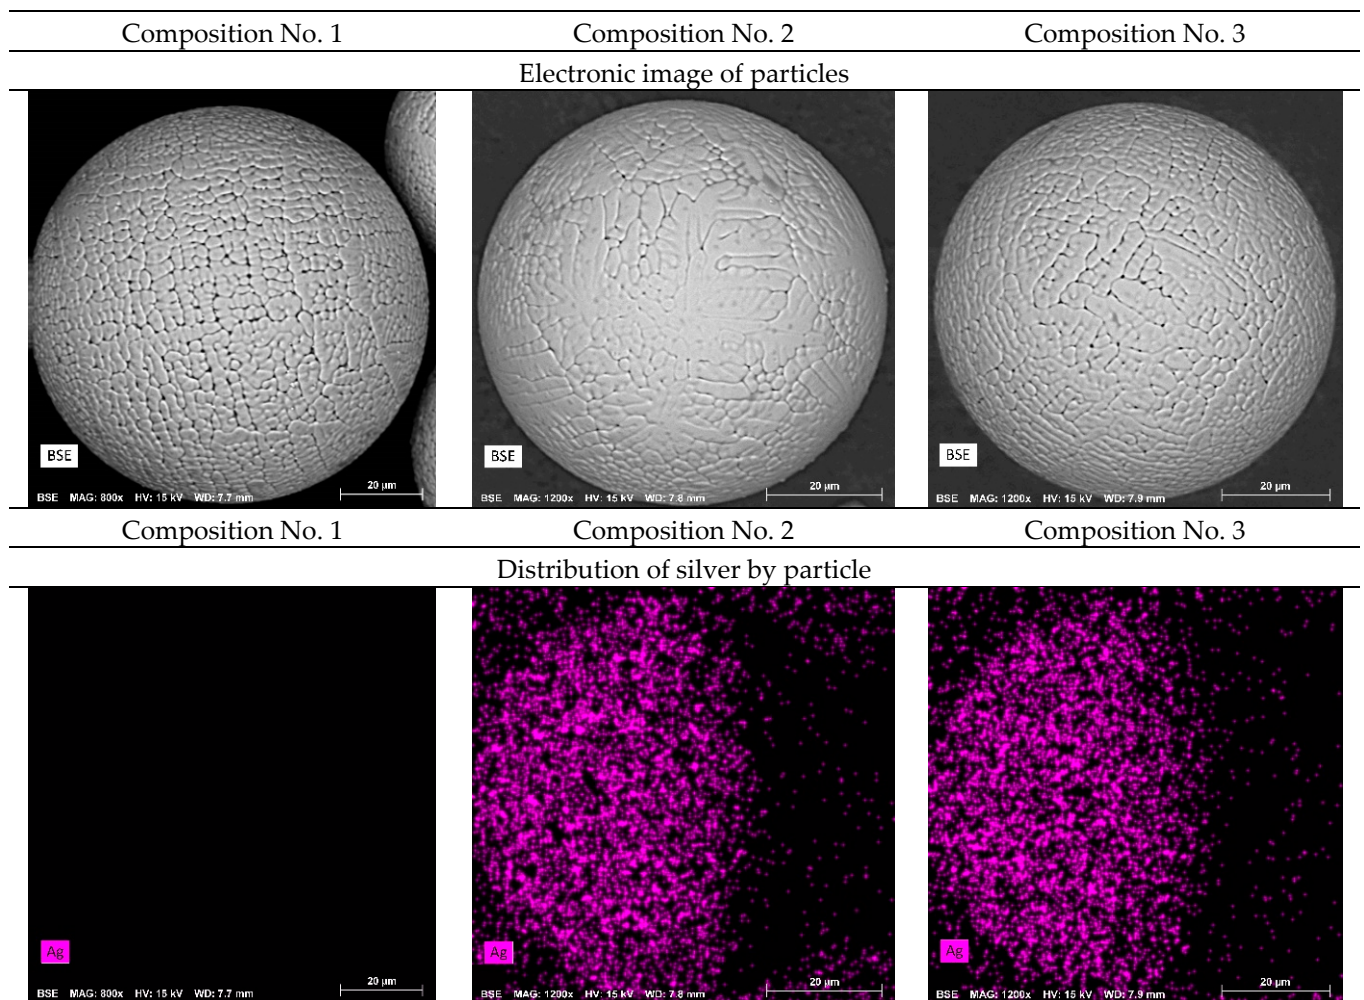 Composition No. 1 Composition No. 2 Composition No. 3
Electronic image of particles
BSE BSE BSE
20 µm 20 µm 20 µm
BSE MAG: 800x HV: 15 kV WD: 7.7 mm BSE MAG: 1200x HV: 15 kV WD: 7.8 mm BSE MAG: 1200x HV: 15 kV WD: 7.9 mm
Composition No. 1 Composition No. 2 Composition No. 3
Distribution of silver by particle
Ag Ag Ag
20 µm 20 µm 20 µm
BSE MAG: 800x HV: 15 kV WD: 7.7 mm BSE MAG: 1200x HV: 15 kV WD: 7.8 mm BSE MAG: 1200x HV: 15 kV WD: 7.9 mm